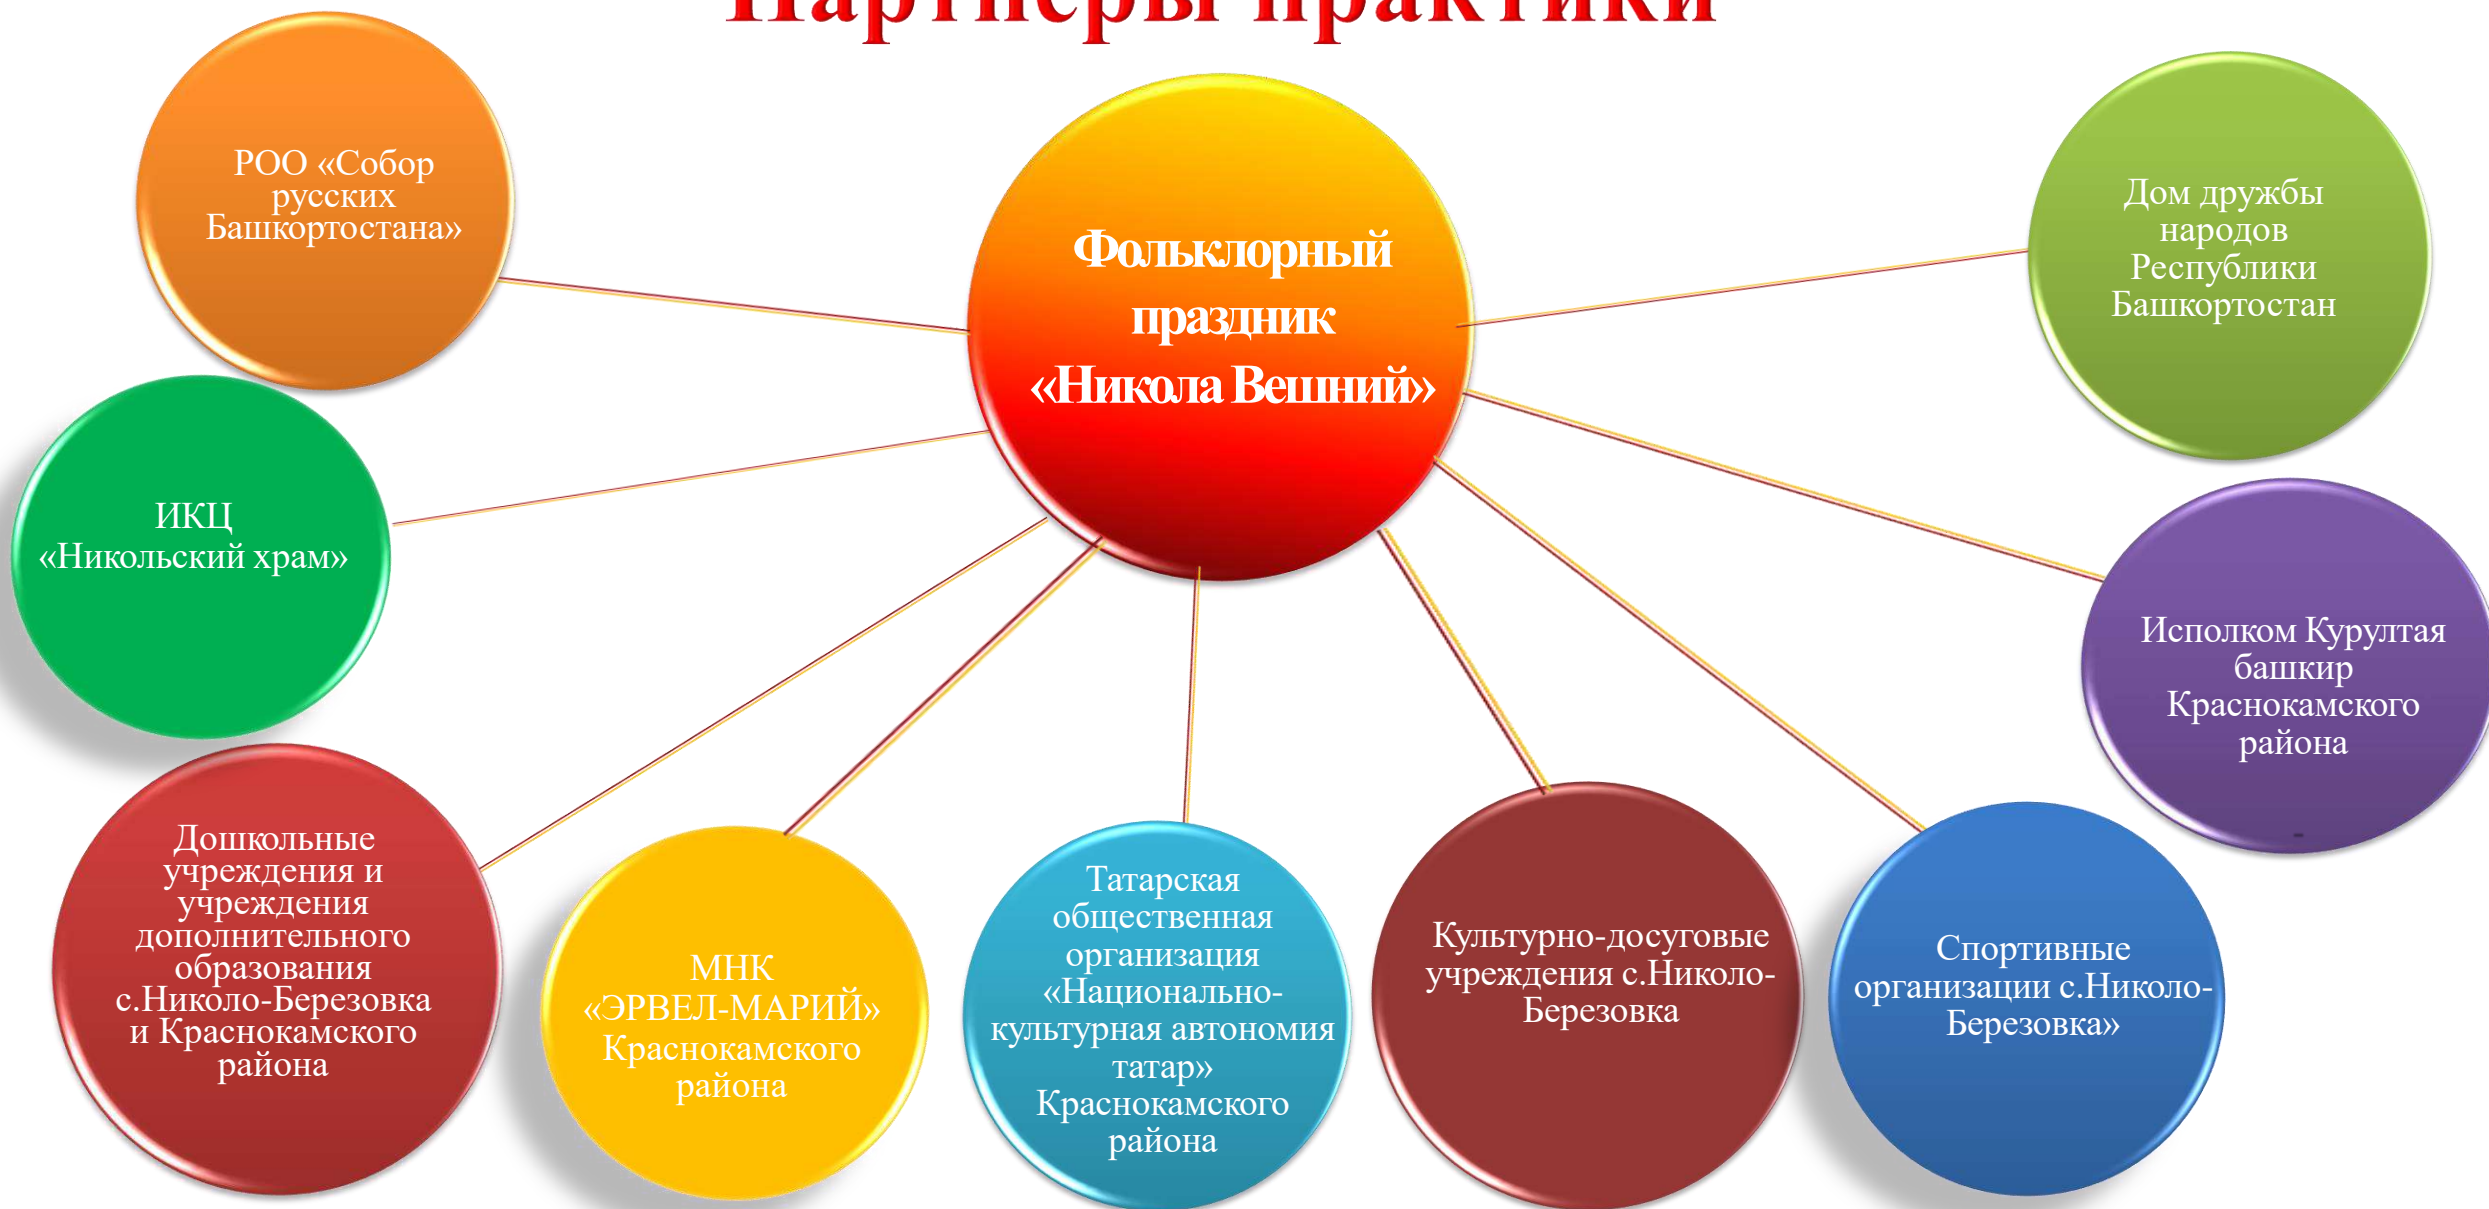 Партнеры практики
РОО «Собор
русских
Башкортостана»
Фольклорный
праздник
«Никола Вешний»
Дом дружбы
народов
Республики
Башкортостан
ИКЦ
«Никольский храм»
Исполком Курултая
башкир
Краснокамского
района
-
Дошкольные
учреждения и
учреждения
дополнительного
образования
с.Николо-Березовка
и Краснокамского
района
МНК
«ЭРВЕЛ-МАРИЙ»
Краснокамского
района
Татарская
общественная
организация
«Национально-
культурная автономия
татар»
Краснокамского
района
Культурно-досуговые
учреждения с.Николо-
Березовка
Спортивные
организации с.Николо-
Березовка»